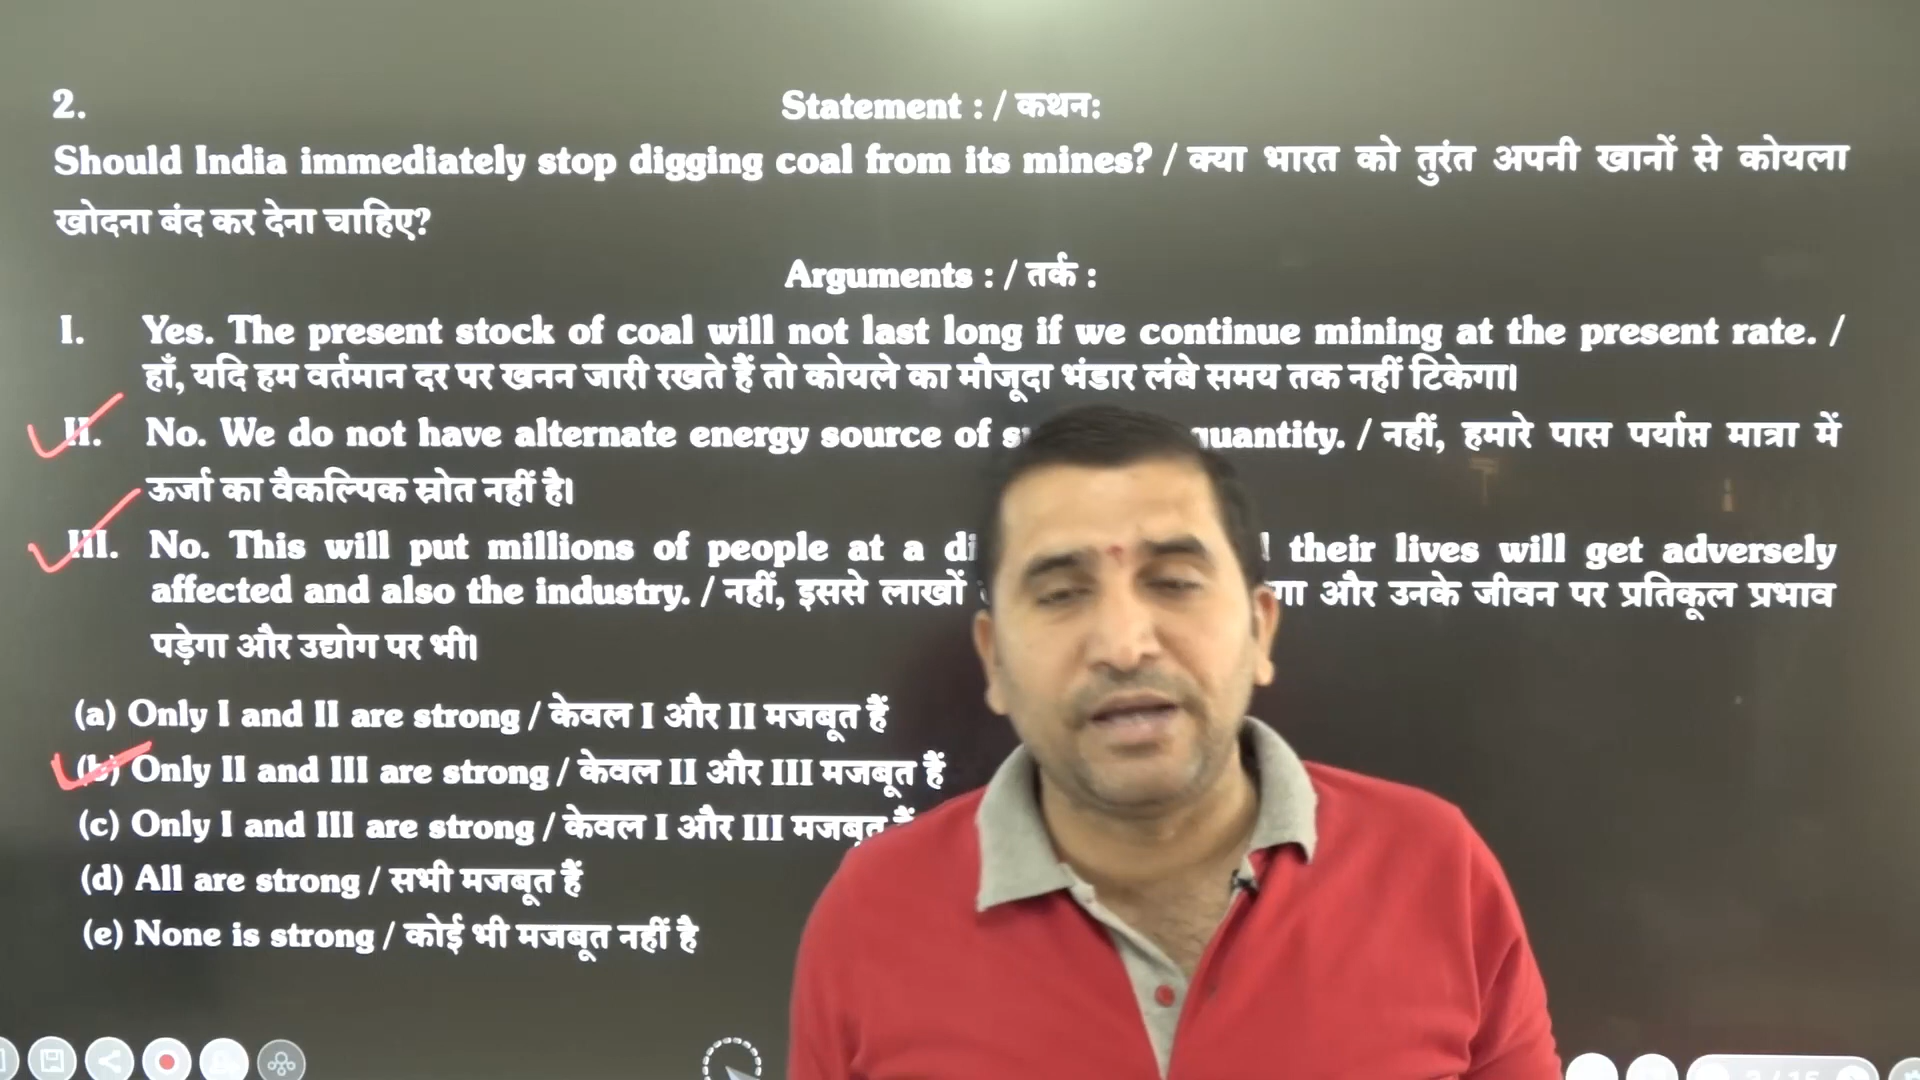 2.
Statement : / कथन:
Should India immediately stop digging coal from its mines? / क्या भारत को तुरंत अपनी खानों से कोयला
खोदना बंद कर देना चाहिए?
Arguments : / तर्क :
I. Yes. The present stock of coal will not last long if we continue mining at the present rate. /
हाँ, यदि हम वर्तमान दर पर खनन जारी रखते हैं तो कोयले का मौजूदा भंडार लंबे समय तक नहीं टिकेगा।
II. No. We do not have alternate energy source of quantity. / नहीं, हमारे पास पर्याप्त मात्रा में
ऊर्जा का वैकल्पिक स्रोत नहीं है।
III. No. This will put millions of people at a their lives will get adversely
affected and also the industry. / नहीं, इससे लाखों और उनके जीवन पर प्रतिकूल प्रभाव
पड़ेगा और उद्योग पर भी।
(a) Only I and II are strong / केवल I और II मजबूत हैं
(b) Only II and III are strong / केवल II और III मजबूत हैं
(c) Only I and III are strong / केवल I और III मजबूत हैं
(d) All are strong / सभी मजबूत हैं
(e) None is strong / कोई भी मजबूत नहीं है